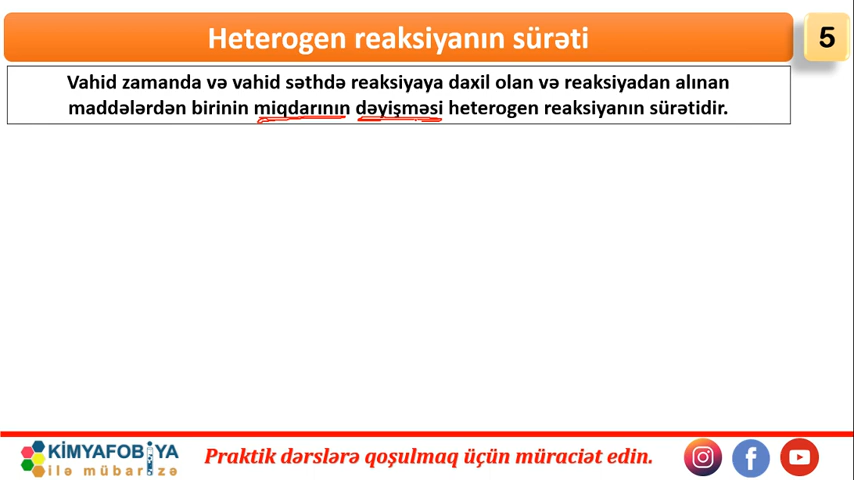 Heterogen reaksiyanın sürəti
5
Vahid zamanda və vahid səthdə reaksiyaya daxil olan və reaksiyadan alınan
maddələrdən birinin miqdarının dəyişməsi heterogen reaksiyanın sürətidir.
KİMYAFOBİYA
ilə mübarizə
Praktik dərslərə qoşulmaq üçün müraciət edin.